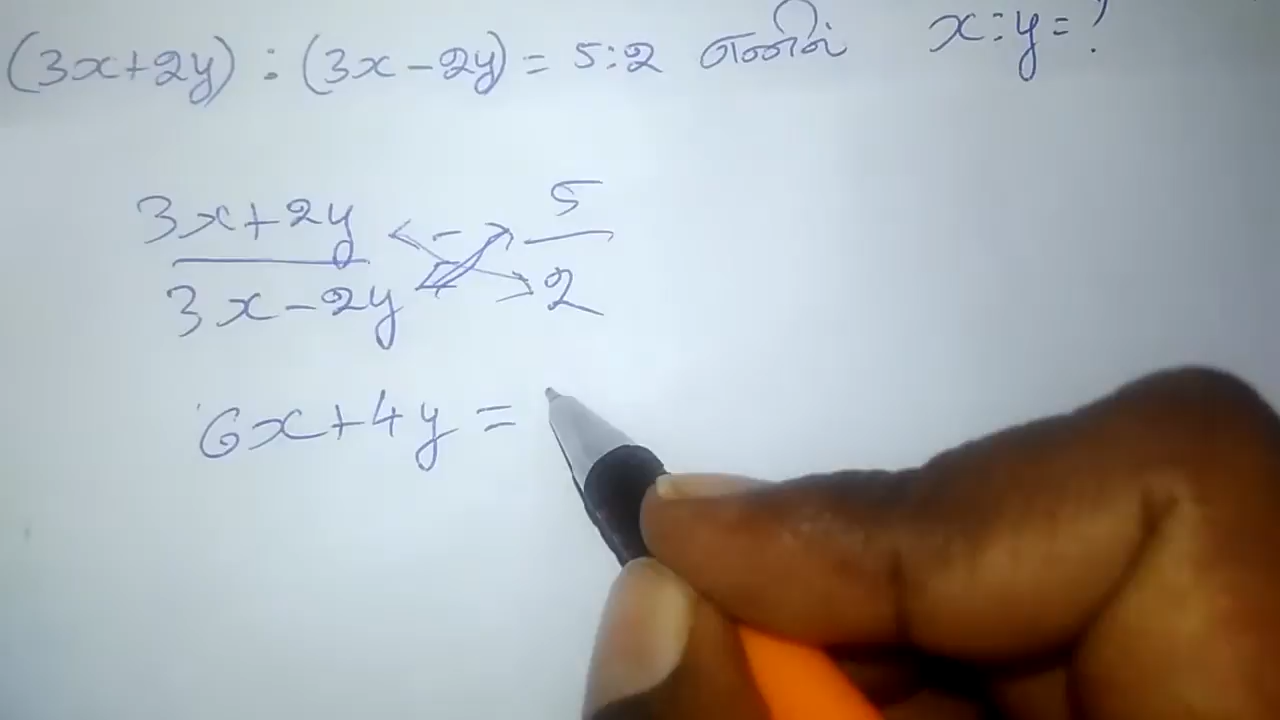 (3x+2y) : (3x-2y) = 5:2 எனில் x:y = ?
3x+2y 5
3x-2y 2
6x+4y =